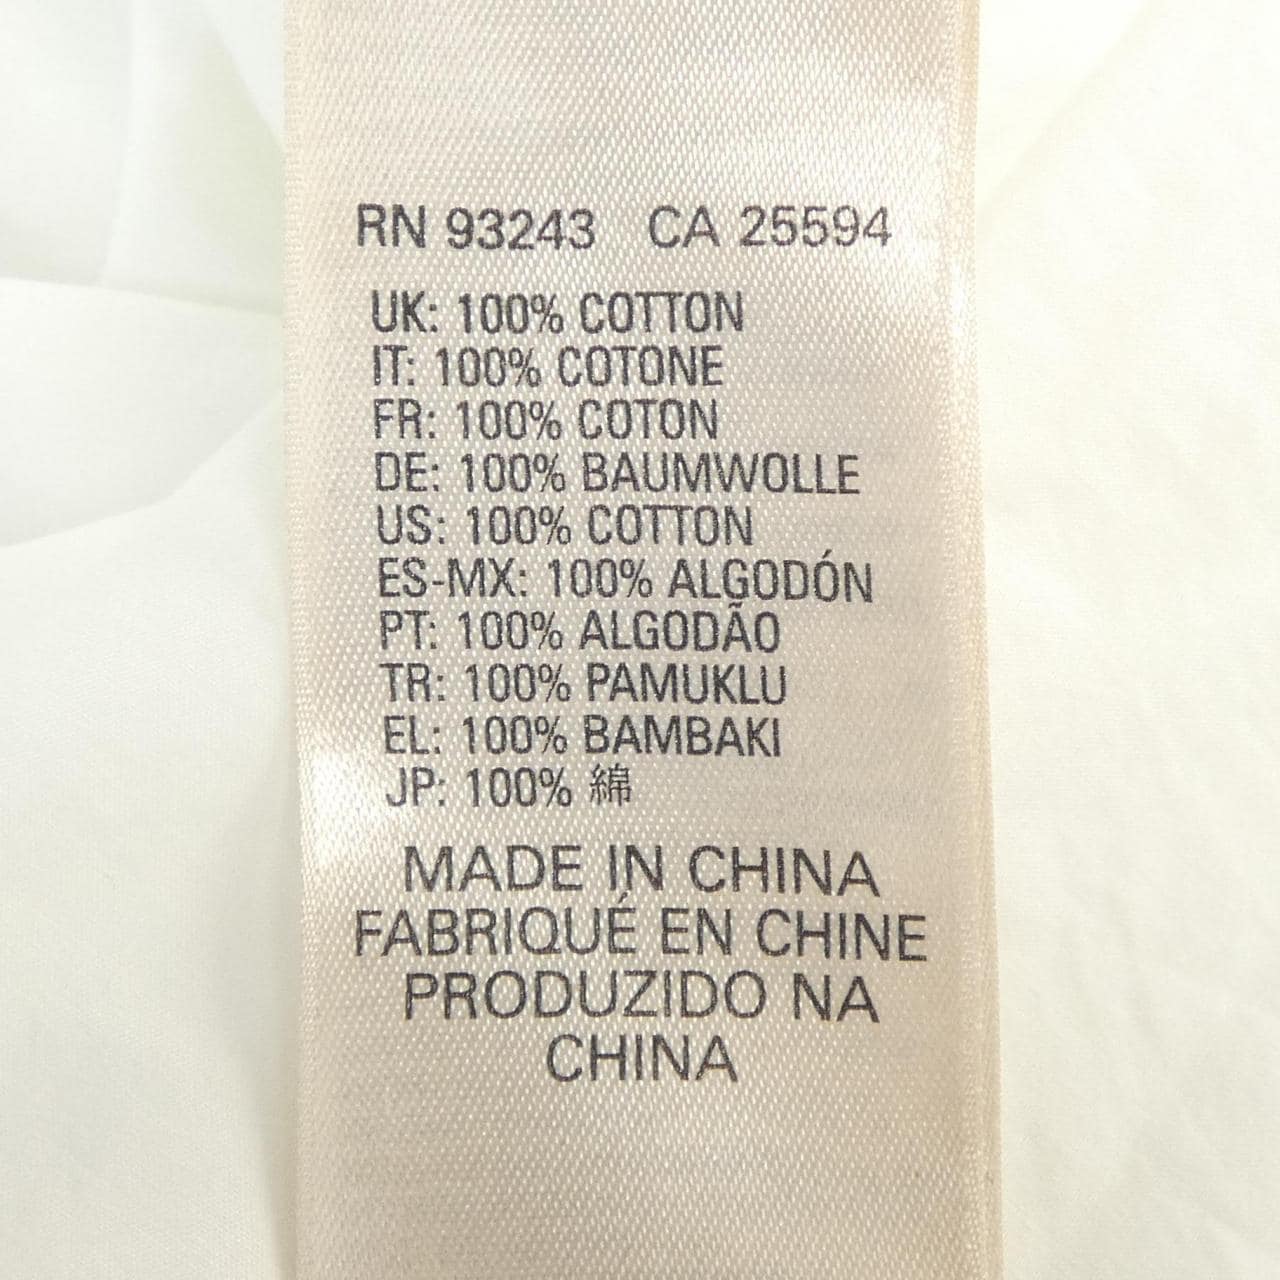 RN 93243 CA 25594
UK: 100% COTTON
IT: 100% COTONE
FR: 100% COTON
DE: 100% BAUMWOLLE
US: 100% COTTON
ES-MX: 100% ALGODÓN
PT: 100% ALGODÃO
TR: 100% PAMUKLU
EL: 100% BAMBAKI
JP: 100% 綿
MADE IN CHINA
FABRIQUÉ EN CHINE
PRODUZIDO NA
CHINA